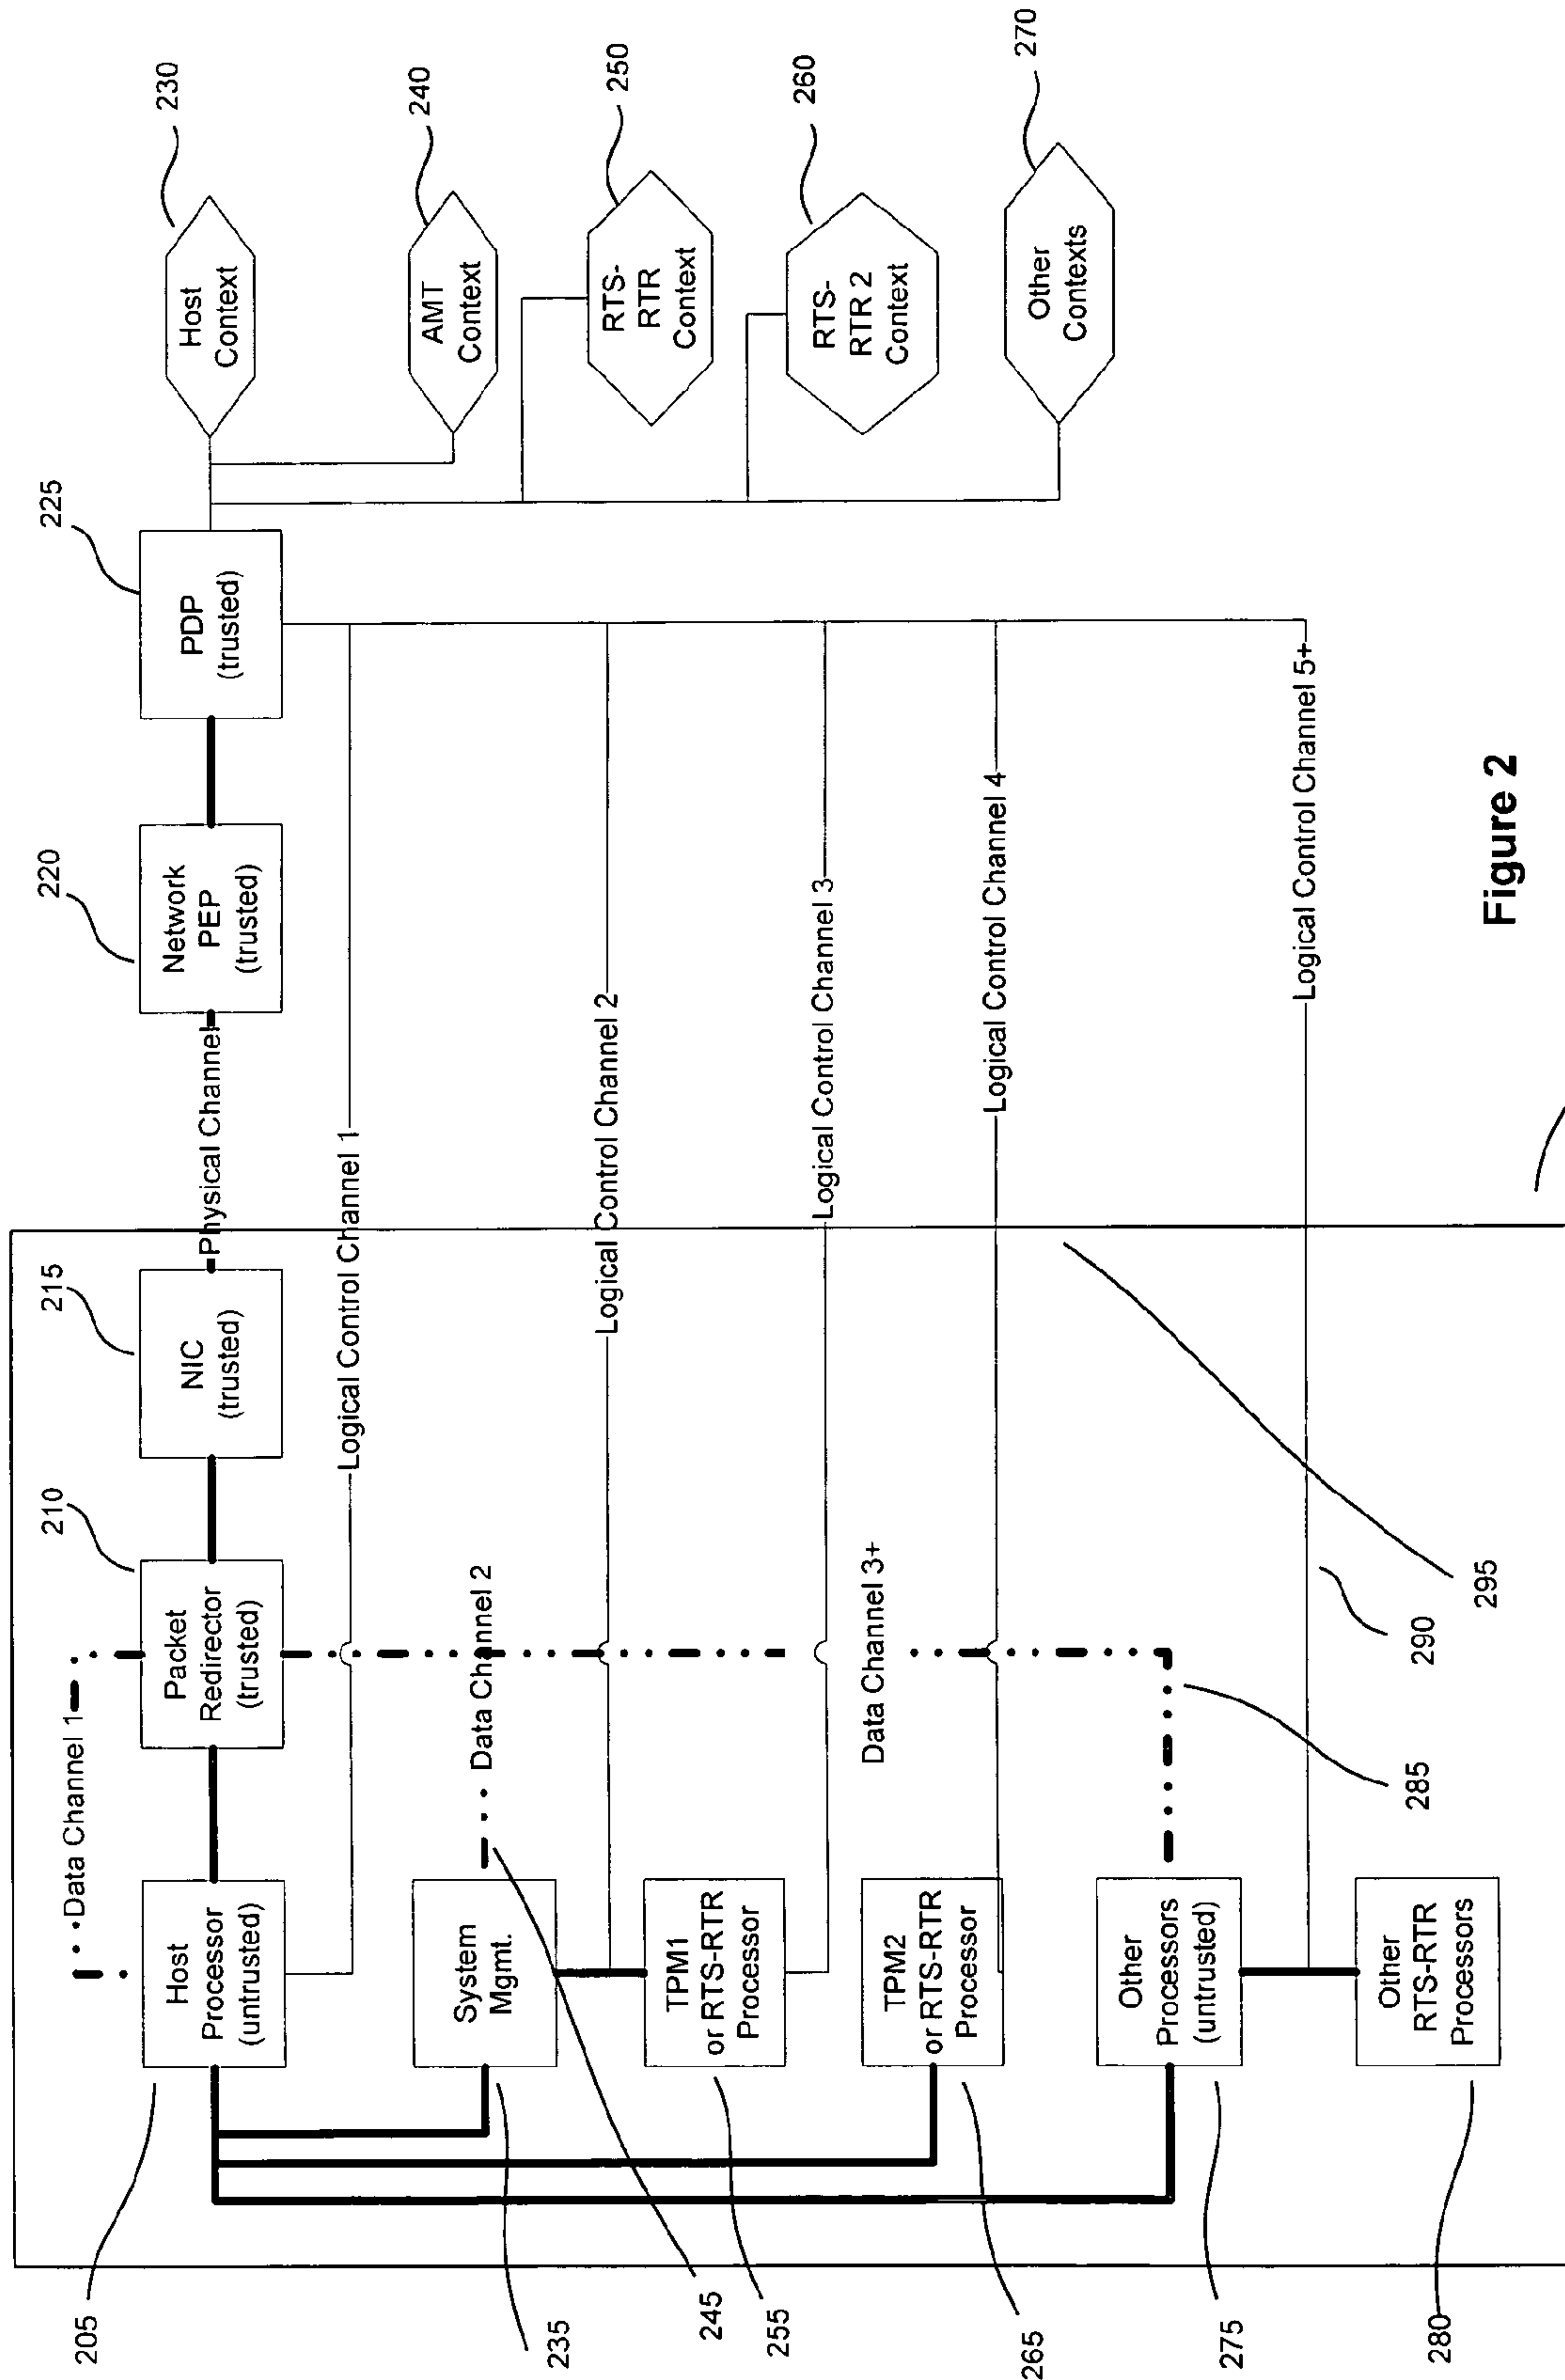 205
Host
Processor
(untrusted)
Data Channel 1
210
Packet
Redirector
(trusted)
215
NIC
(trusted)
Physical Channel
220
Network
PEP
(trusted)
225
PDP
(trusted)
230
Host
Context
Logical Control Channel 1
235
System
Mgmt.
245
Data Channel 2
Logical Control Channel 2
240
AMT
Context
255
TPM1
or RTS-RTR
Processor
Logical Control Channel 3
250
RTS-
RTR
Context
265
TPM2
or RTS-RTR
Processor
Data Channel 3+
Logical Control Channel 4
260
RTS-
RTR 2
Context
275
Other
Processors
(untrusted)
285
Logical Control Channel 5+
270
Other
Contexts
280
Other
RTS-RTR
Processors
290
295
Figure 2